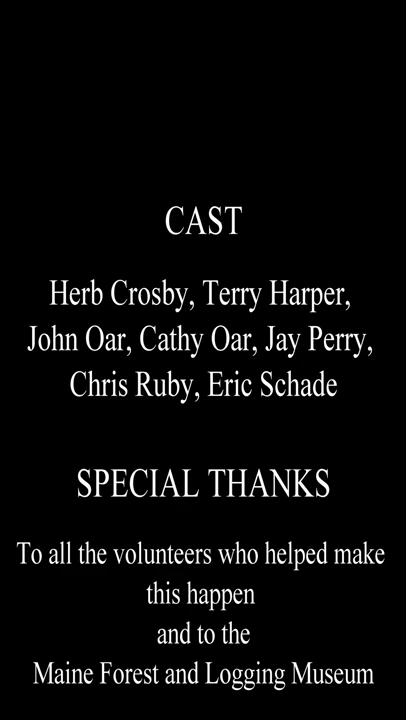 CAST
Herb Crosby, Terry Harper,
John Oar, Cathy Oar, Jay Perry,
Chris Ruby, Eric Schade
SPECIAL THANKS
To all the volunteers who helped make
this happen
and to the
Maine Forest and Logging Museum